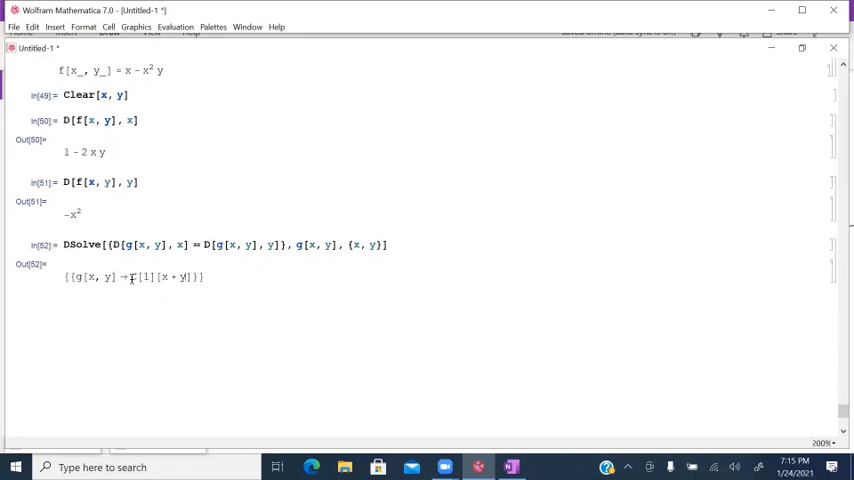 Wolfram Mathematica 7.0 - [Untitled-1 *]
File Edit Insert Format Cell Graphics Evaluation Palettes Window Help
Untitled-1 *
f[x_, y_] = x - x² y
In[49]:= Clear[x, y]
In[50]:= D[f[x, y], x]
Out[50]=
1 - 2 x y
In[51]:= D[f[x, y], y]
Out[51]=
-x²
In[52]:= DSolve[{D[g[x, y], x] == D[g[x, y], y]}, g[x, y], {x, y}]
Out[52]=
{{g[x, y] → C[1][x + y]}}
200%
Type here to search
7:15 PM
1/24/2021